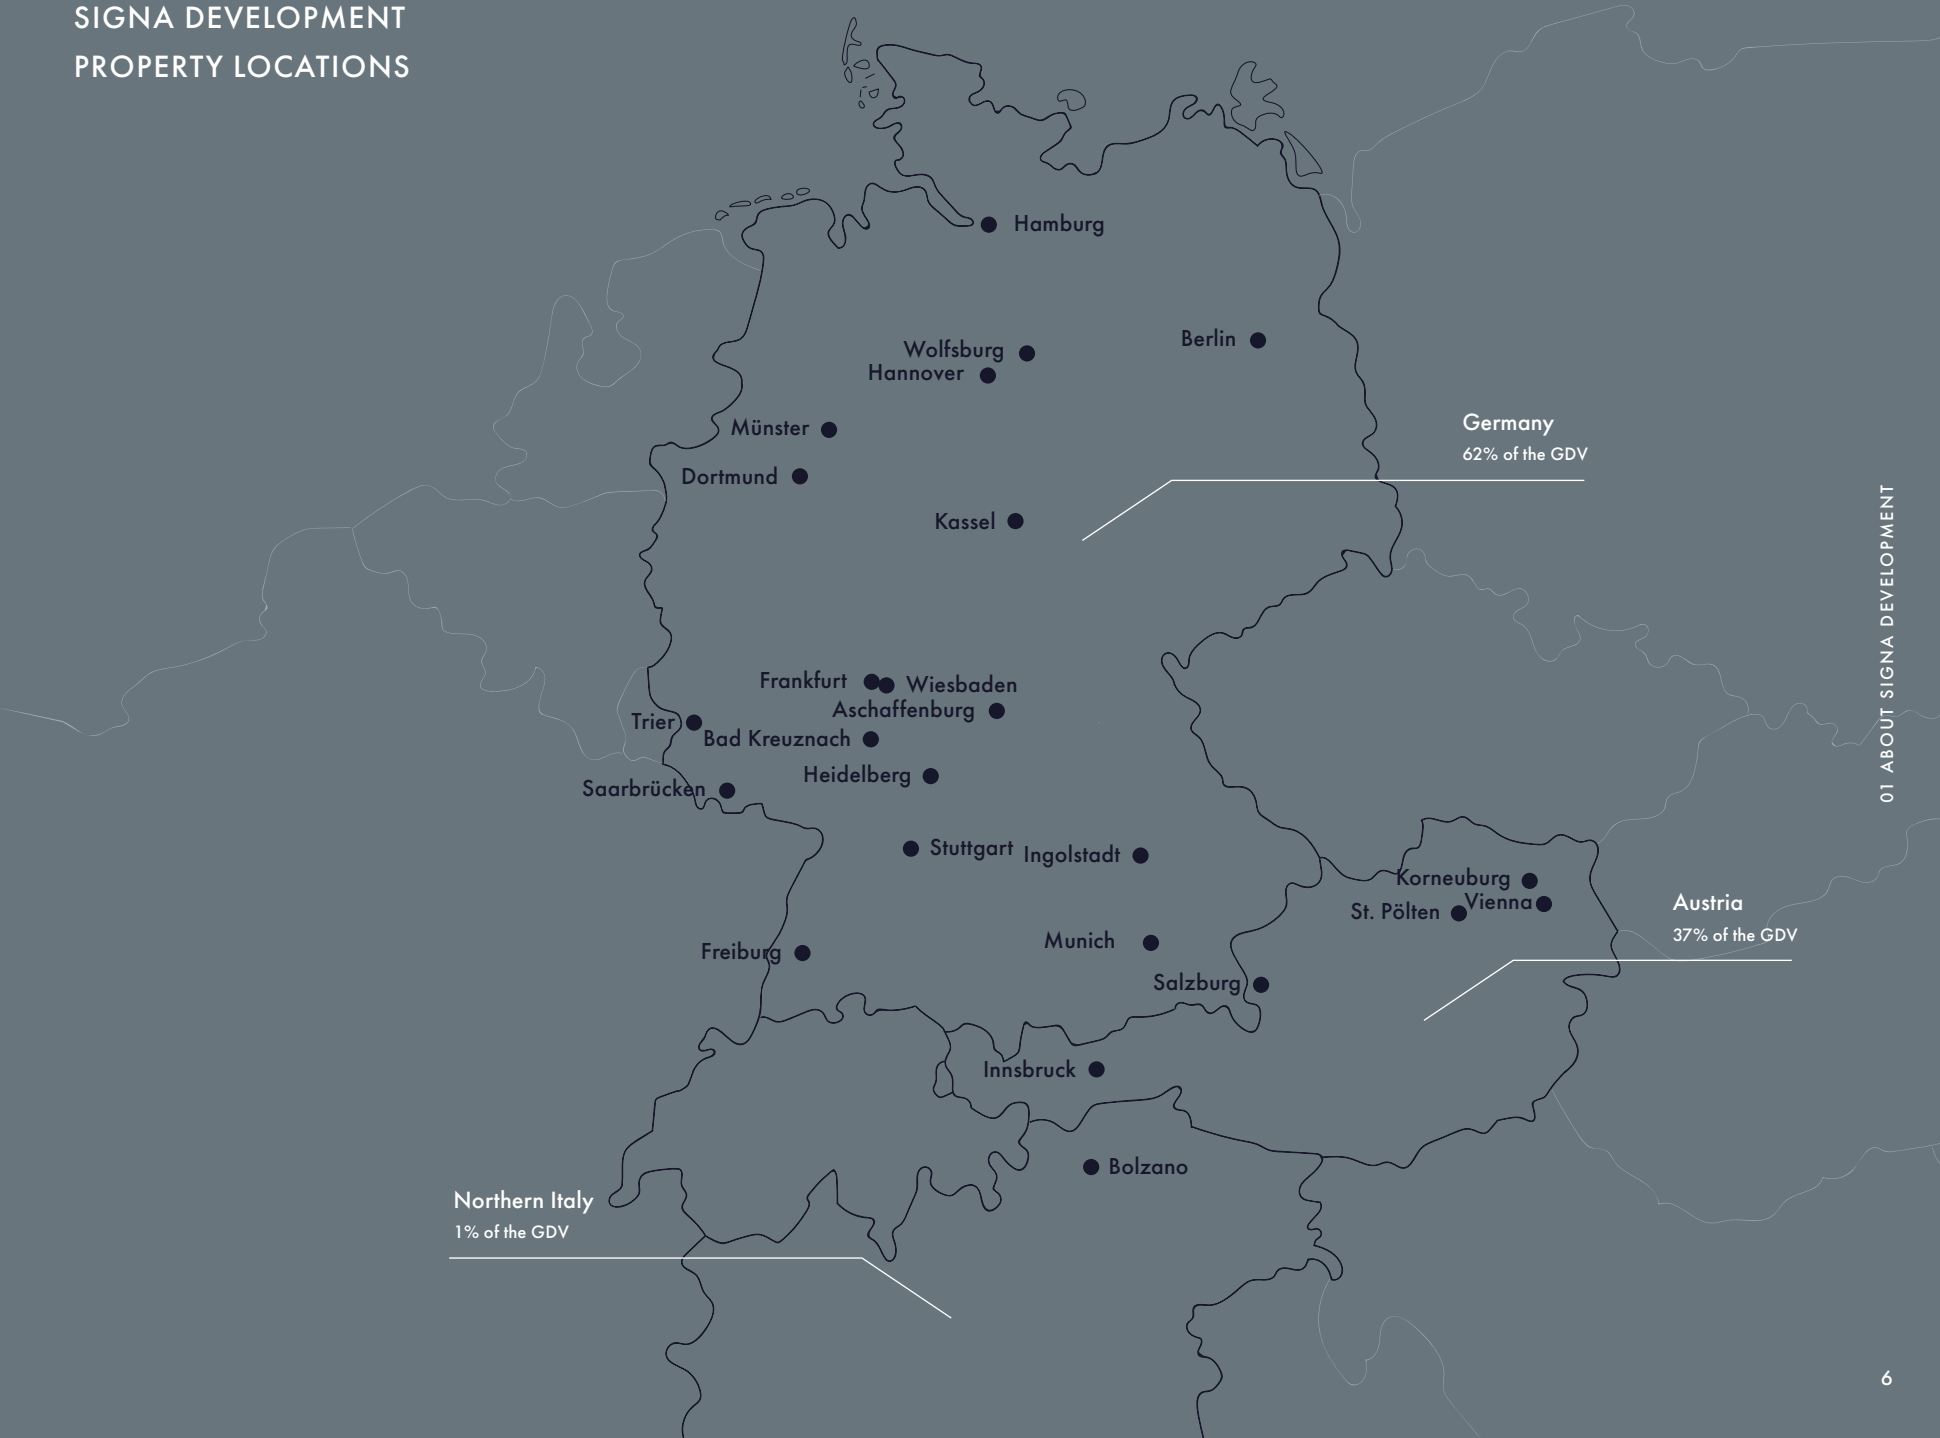 SIGNA DEVELOPMENT
PROPERTY LOCATIONS
Hamburg
Berlin
Wolfsburg
Hannover
Münster
Dortmund
Kassel
Germany
62% of the GDV
Frankfurt
Wiesbaden
Aschaffenburg
Trier
Bad Kreuznach
Heidelberg
Saarbrücken
Stuttgart
Ingolstadt
Korneuburg
Vienna
St. Pölten
Austria
37% of the GDV
Freiburg
Munich
Salzburg
Innsbruck
Bolzano
Northern Italy
1% of the GDV
01 ABOUT SIGNA DEVELOPMENT
6